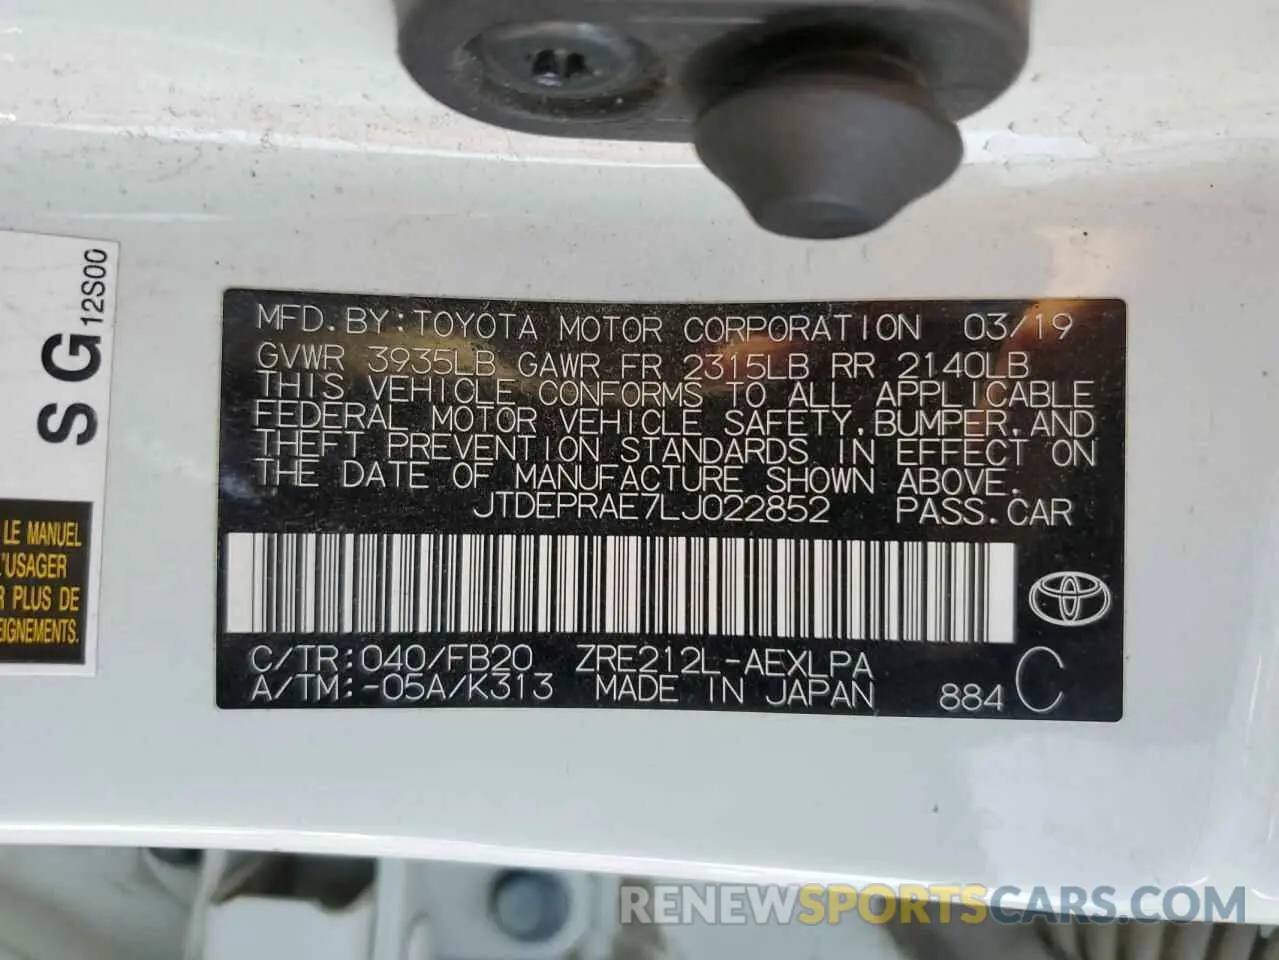 MFD. BY: TOYOTA MOTOR CORPORATION 03/19
GVWR 3935LB GAWR FR 2315LB RR 2140LB
THIS VEHICLE CONFORMS TO ALL APPLICABLE
FEDERAL MOTOR VEHICLE SAFETY, BUMPER, AND
THEFT PREVENTION STANDARDS IN EFFECT ON
THE DATE OF MANUFACTURE SHOWN ABOVE.
JTDEPRAE7LJ022852 PASS. CAR
C/TR: 040/FB20 ZRE212L-AEXLPA
A/TM: -05A/K313 MADE IN JAPAN 884 C
SG12S00
LE MANUEL
L'USAGER
R PLUS DE
EIGNEMENTS.
RENEWSPORTSCARS.COM